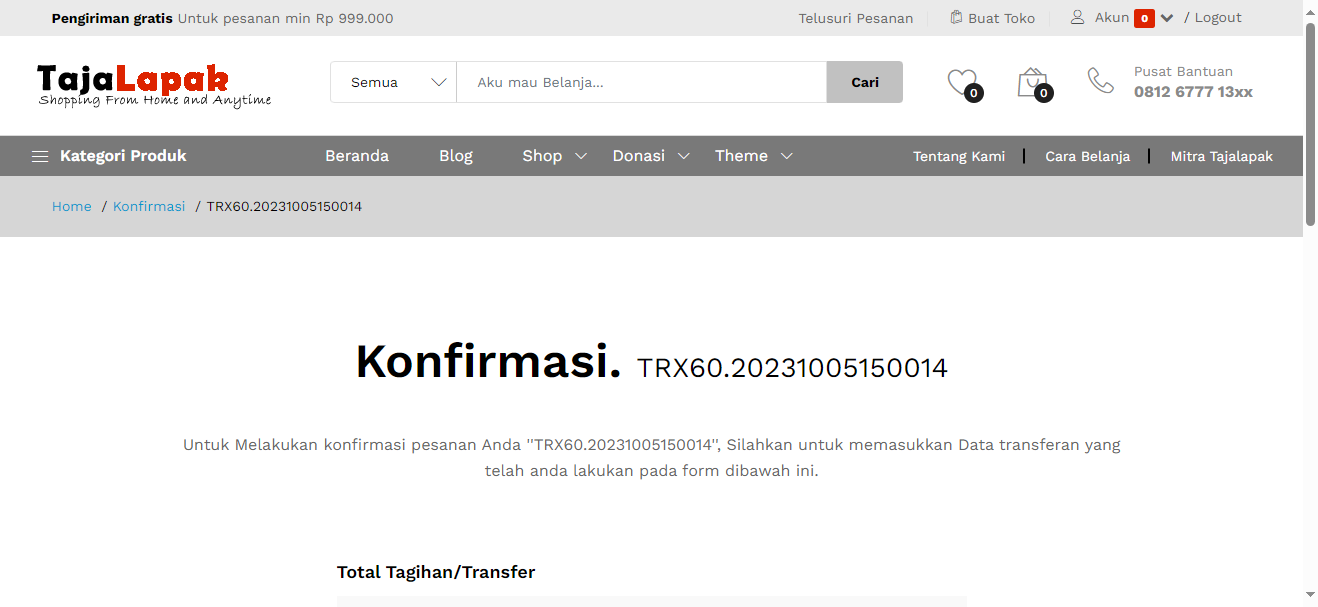 Pengiriman gratis Untuk pesanan min Rp 999.000
Telusuri Pesanan
Buat Toko
Akun 0 / Logout
TajaLapak
Shopping From Home and Anytime
Semua
Aku mau Belanja...
Cari
0
0
Pusat Bantuan
0812 6777 13xx
Kategori Produk
Beranda
Blog
Shop
Donasi
Theme
Tentang Kami
Cara Belanja
Mitra Tajalapak
Home / Konfirmasi / TRX60.20231005150014
Konfirmasi. TRX60.20231005150014
Untuk Melakukan konfirmasi pesanan Anda "TRX60.20231005150014", Silahkan untuk memasukkan Data transferan yang
telah anda lakukan pada form dibawah ini.
Total Tagihan/Transfer